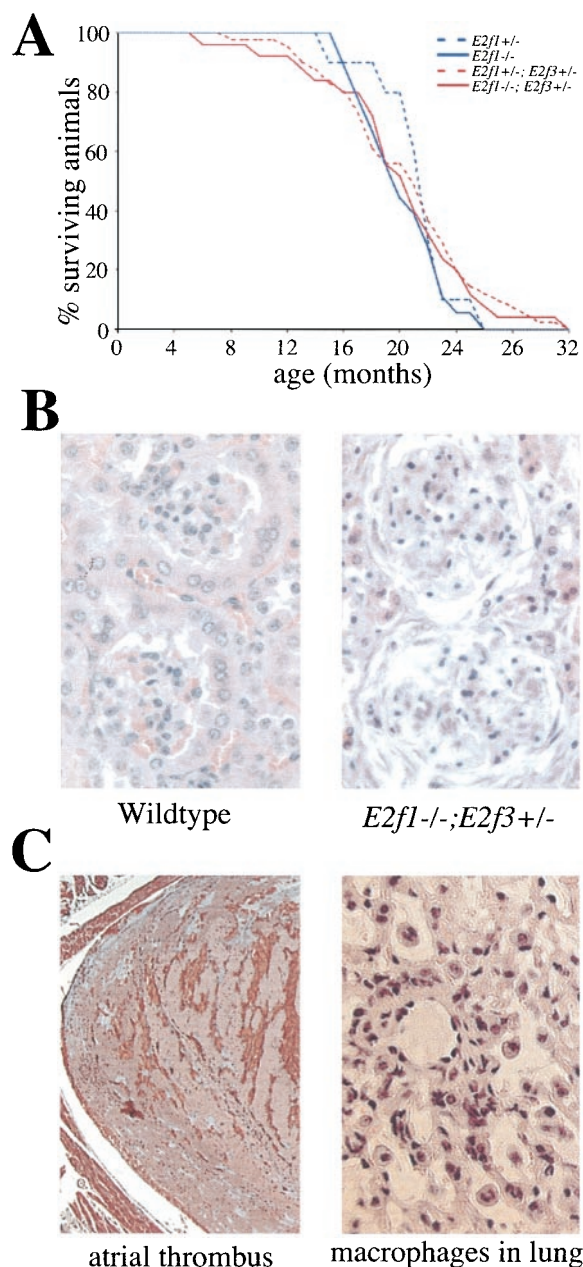 A
% surviving animals
100
80
60
40
20
0
0 4 8 12 16 20 24 26 32
age (months)
E2f1+/-
E2f1-/-
E2f1+/-; E2f3+/-
E2f1-/-; E2f3+/-
B
Wildtype
E2f1-/-;E2f3+/-
C
atrial thrombus
macrophages in lung